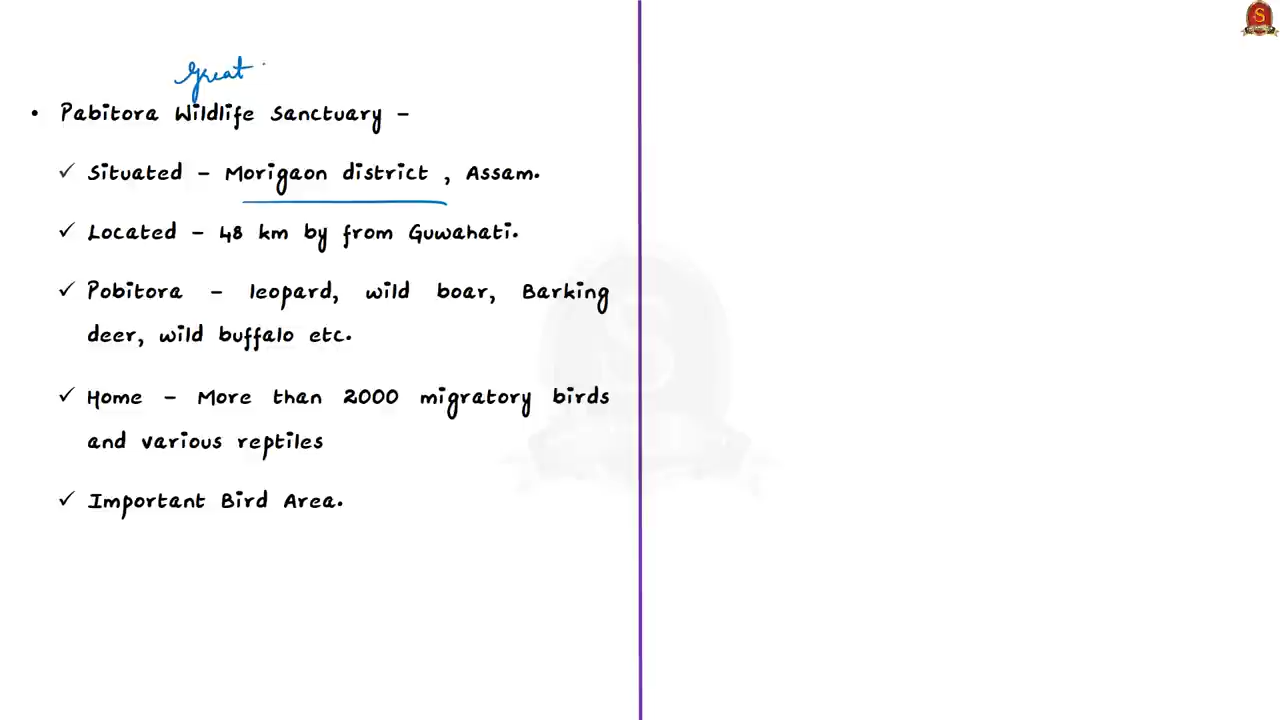 Great
• Pabitora Wildlife Sanctuary -
✓ Situated - Morigaon district , Assam.
✓ Located - 48 km by from Guwahati.
✓ Pobitora - leopard, wild boar, Barking
deer, wild buffalo etc.
✓ Home - More than 2000 migratory birds
and various reptiles
✓ Important Bird Area.
S